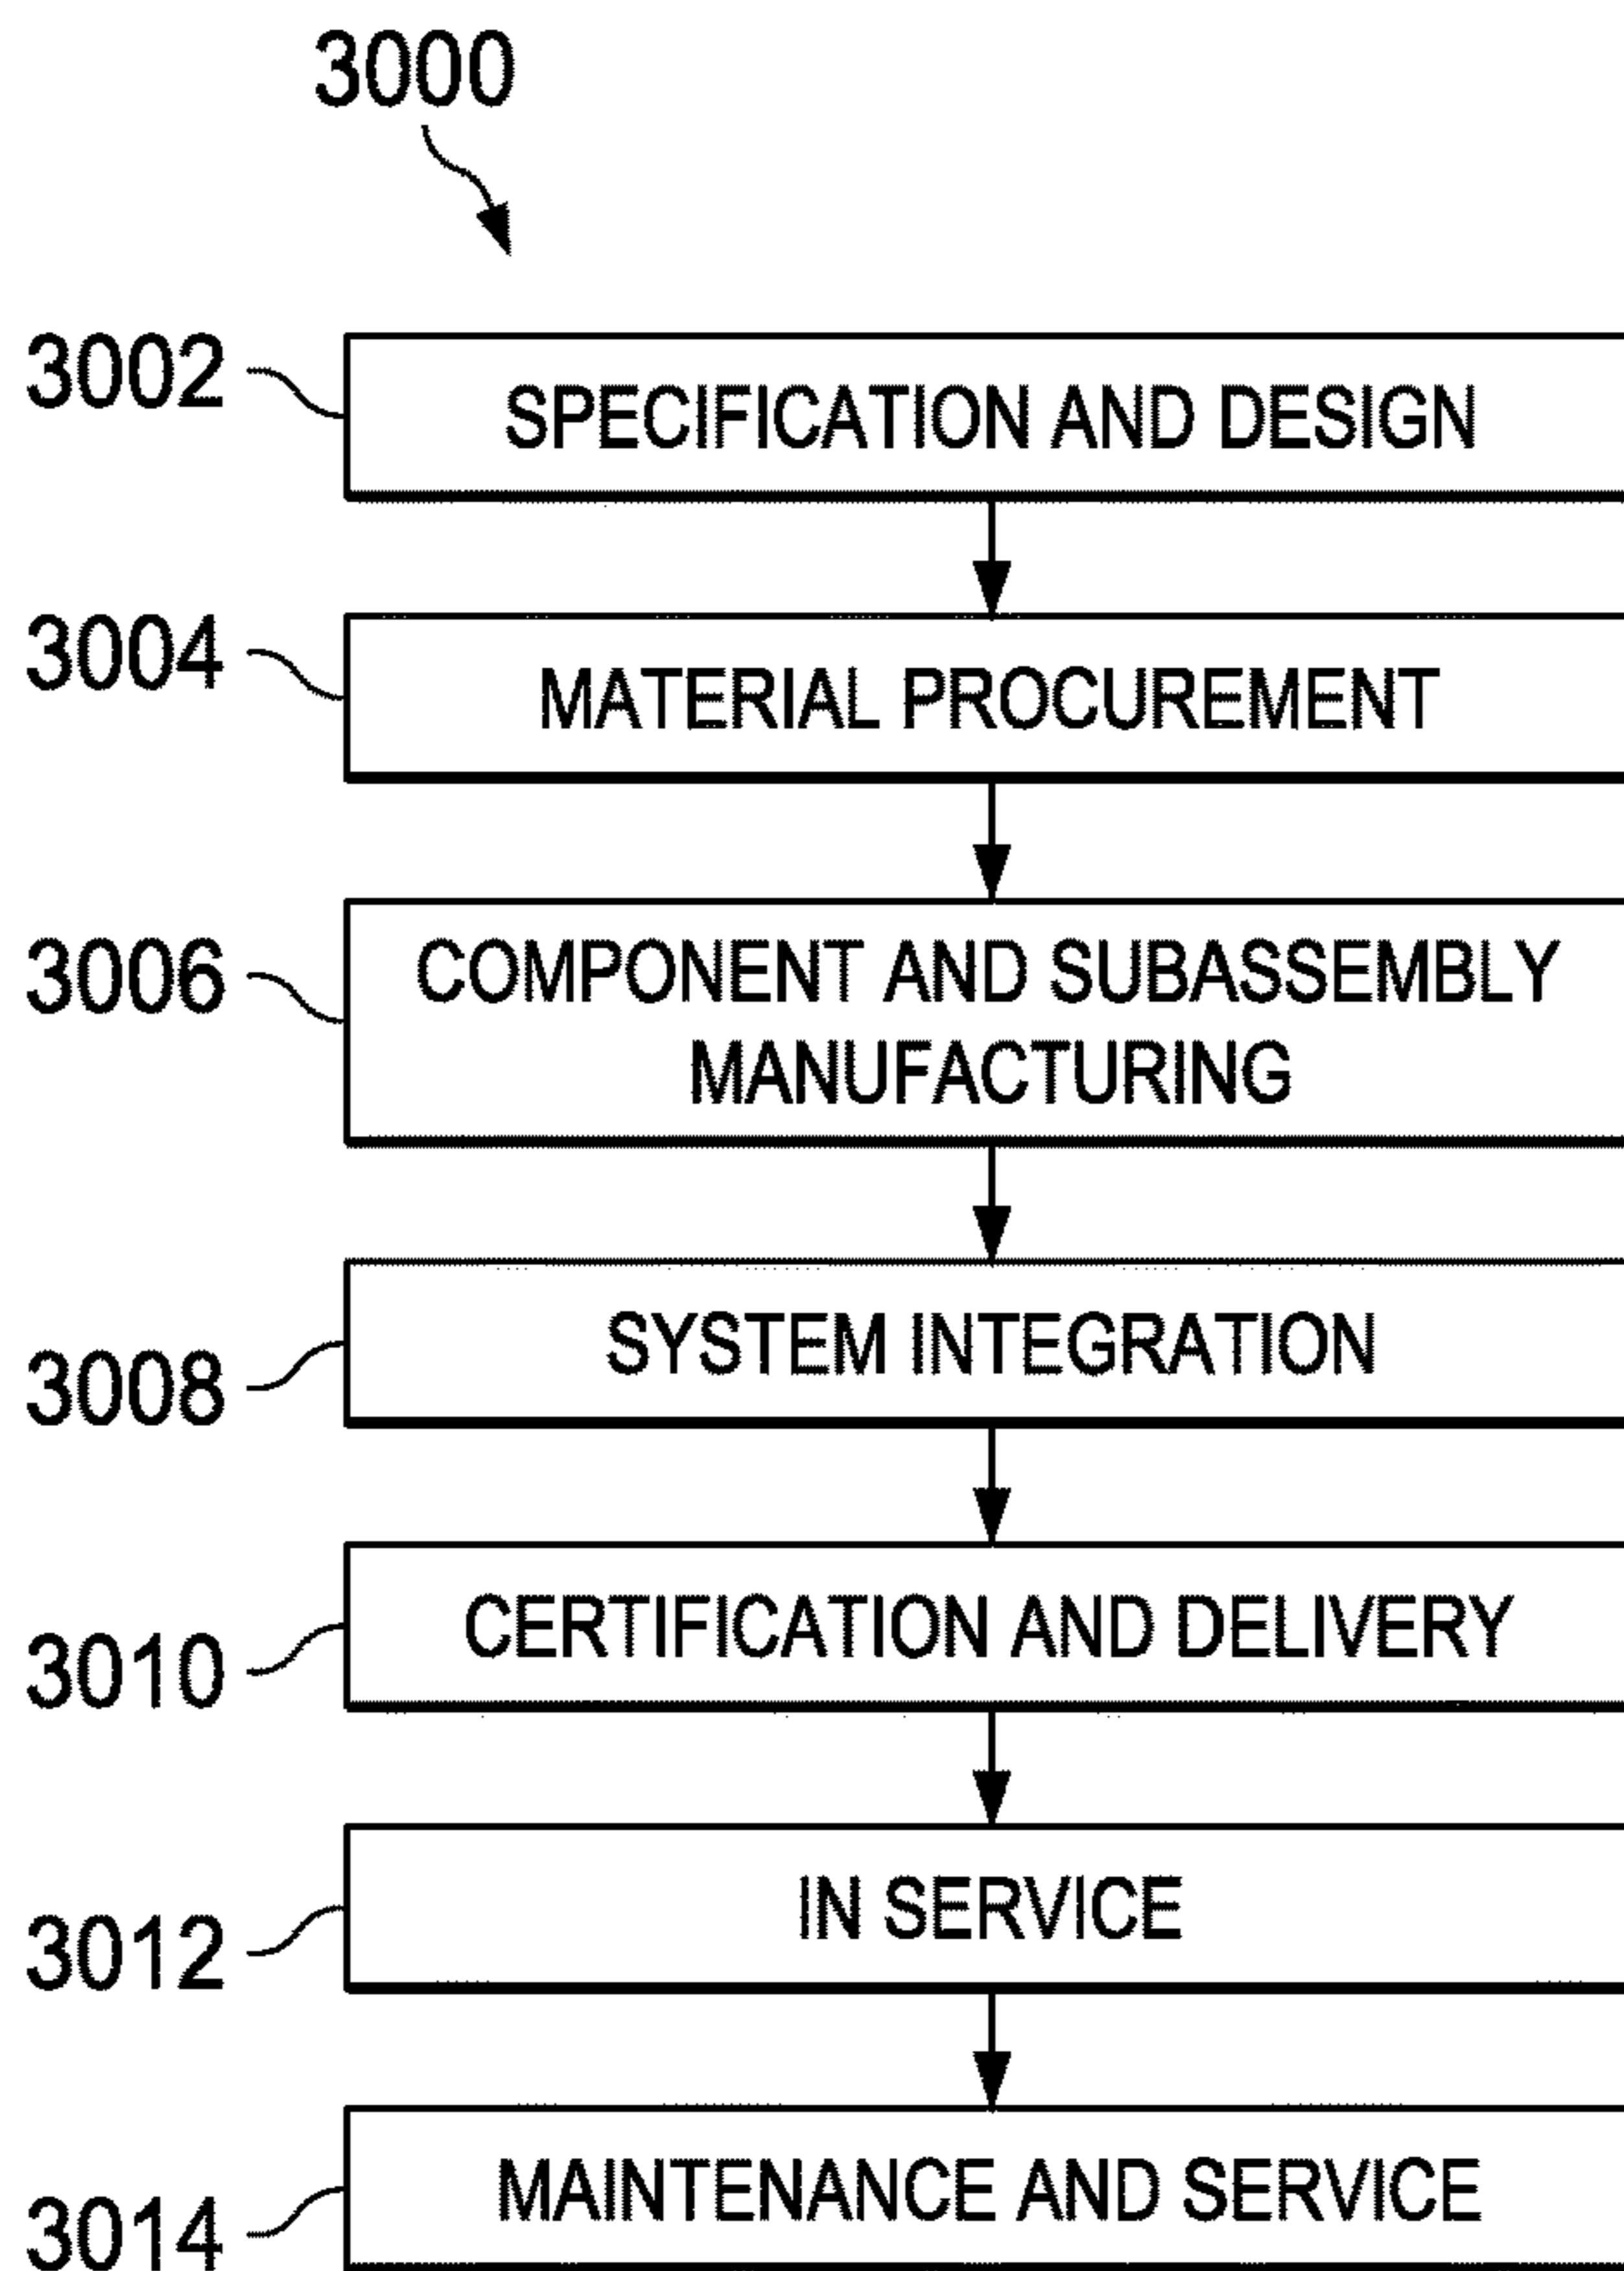 3000
3002
SPECIFICATION AND DESIGN
3004
MATERIAL PROCUREMENT
3006
COMPONENT AND SUBASSEMBLY
MANUFACTURING
3008
SYSTEM INTEGRATION
3010
CERTIFICATION AND DELIVERY
3012
IN SERVICE
3014
MAINTENANCE AND SERVICE